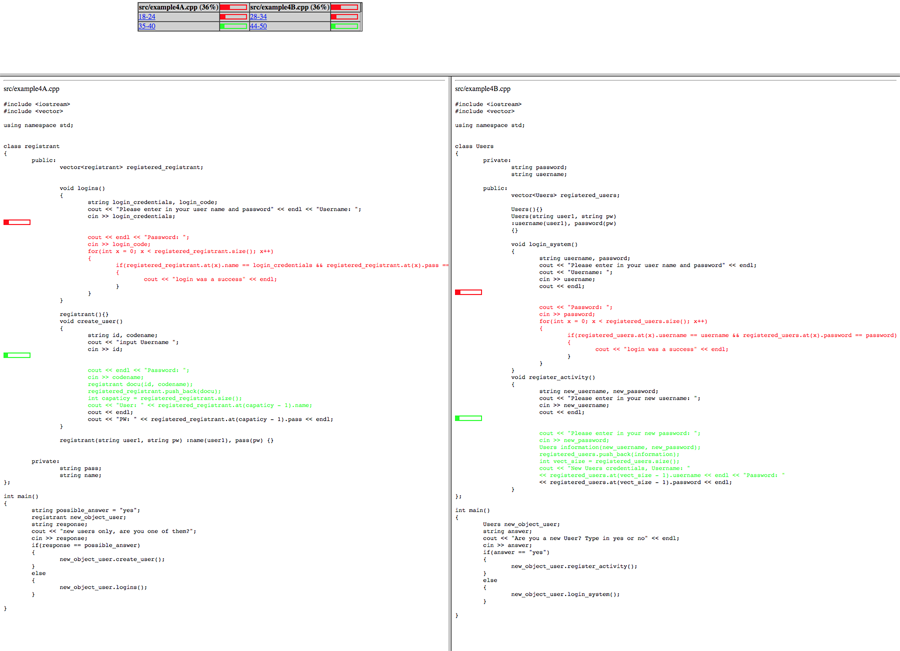 src/example4A.cpp (36%) src/example4B.cpp (36%)
18-24 28-34
35-40 44-50
src/example4A.cpp
#include <iostream>
#include <vector>
using namespace std;
class registrant
{
public:
vector<registrant> registered_registrant;
void logins()
{
string login_credentials, login_code;
cout << "Please enter in your user name and password" << endl << "Username: ";
cin >> login_credentials;
cout << endl << "Password: ";
cin >> login_code;
for(int x = 0; x < registered_registrant.size(); x++)
{
if(registered_registrant.at(x).name == login_credentials && registered_registrant.at(x).pass ==
{
cout << "login was a success" << endl;
}
}
}
registrant(){}
void create_user()
{
string id, codename;
cout << "input Username ";
cin >> id;
cout << endl << "Password: ";
cin >> codename;
registrant docu(id, codename);
registered_registrant.push_back(docu);
int capaticy = registered_registrant.size();
cout << "User: " << registered_registrant.at(capaticy - 1).name;
cout << endl;
cout << "PW: " << registered_registrant.at(capaticy - 1).pass << endl;
}
registrant(string user1, string pw) :name(user1), pass(pw) {}
private:
string pass;
string name;
};
int main()
{
string possible_answer = "yes";
registrant new_object_user;
string response;
cout << "new users only, are you one of them?";
cin >> response;
if(response == possible_answer)
{
new_object_user.create_user();
}
else
{
new_object_user.logins();
}
}
src/example4B.cpp
#include <iostream>
#include <vector>
using namespace std;
class Users
{
private:
string password;
string username;
public:
vector<Users> registered_users;
Users(){}
Users(string user1, string pw)
:username(user1), password(pw)
{}
void login_system()
{
string username, password;
cout << "Please enter in your user name and password" << endl;
cout << "Username: ";
cin >> username;
cout << endl;
cout << "Password: ";
cin >> password;
for(int x = 0; x < registered_users.size(); x++)
{
if(registered_users.at(x).username == username && registered_users.at(x).password == password)
{
cout << "login was a success" << endl;
}
}
}
void register_activity()
{
string new_username, new_password;
cout << "Please enter in your new username: ";
cin >> new_username;
cout << endl;
cout << "Please enter in your new password: ";
cin >> new_password;
Users information(new_username, new_password);
registered_users.push_back(information);
int vect_size = registered_users.size();
cout << "New Users credentials, Username: "
<< registered_users.at(vect_size - 1).username << endl << "Password: "
<< registered_users.at(vect_size - 1).password << endl;
}
};
int main()
{
Users new_object_user;
string answer;
cout << "Are you a new User? Type in yes or no" << endl;
cin >> answer;
if(answer == "yes")
{
new_object_user.register_activity();
}
else
{
new_object_user.login_system();
}
}